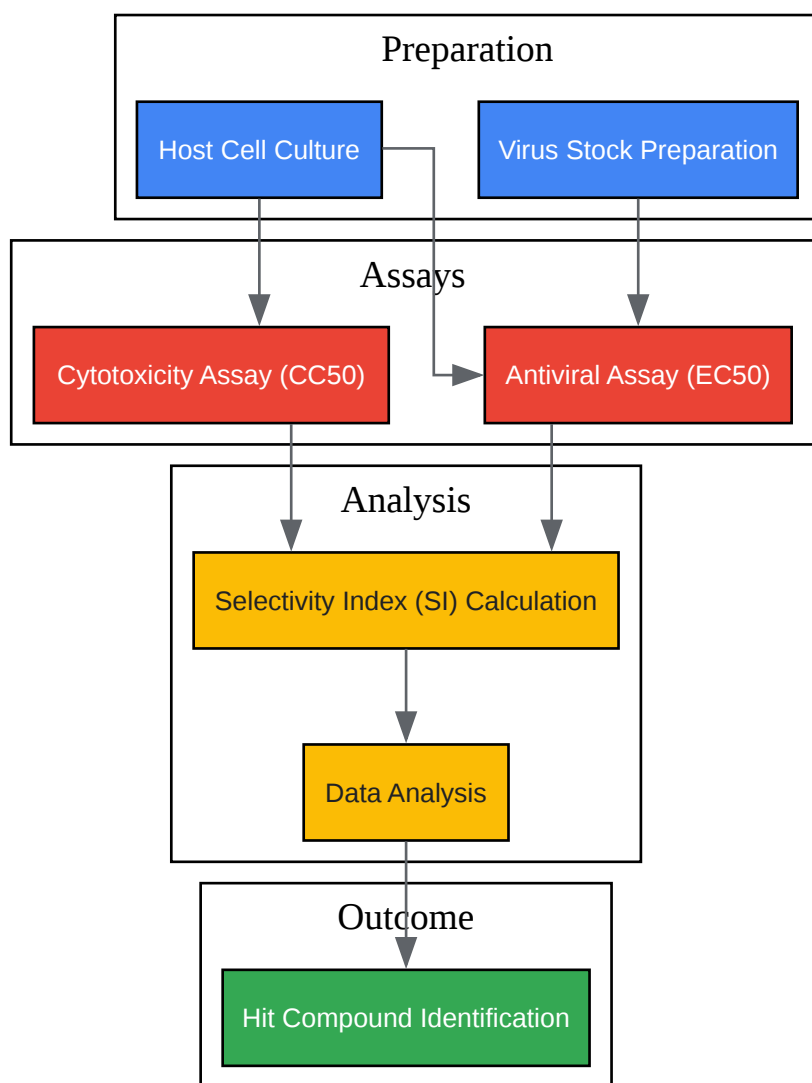 Preparation
Host Cell Culture
Virus Stock Preparation
Assays
Cytotoxicity Assay (CC50)
Antiviral Assay (EC50)
Analysis
Selectivity Index (SI) Calculation
Data Analysis
Outcome
Hit Compound Identification